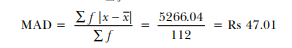 MAD = Σ f |x − x̄| / Σ f = 5266.04 / 112 = Rs 47.01